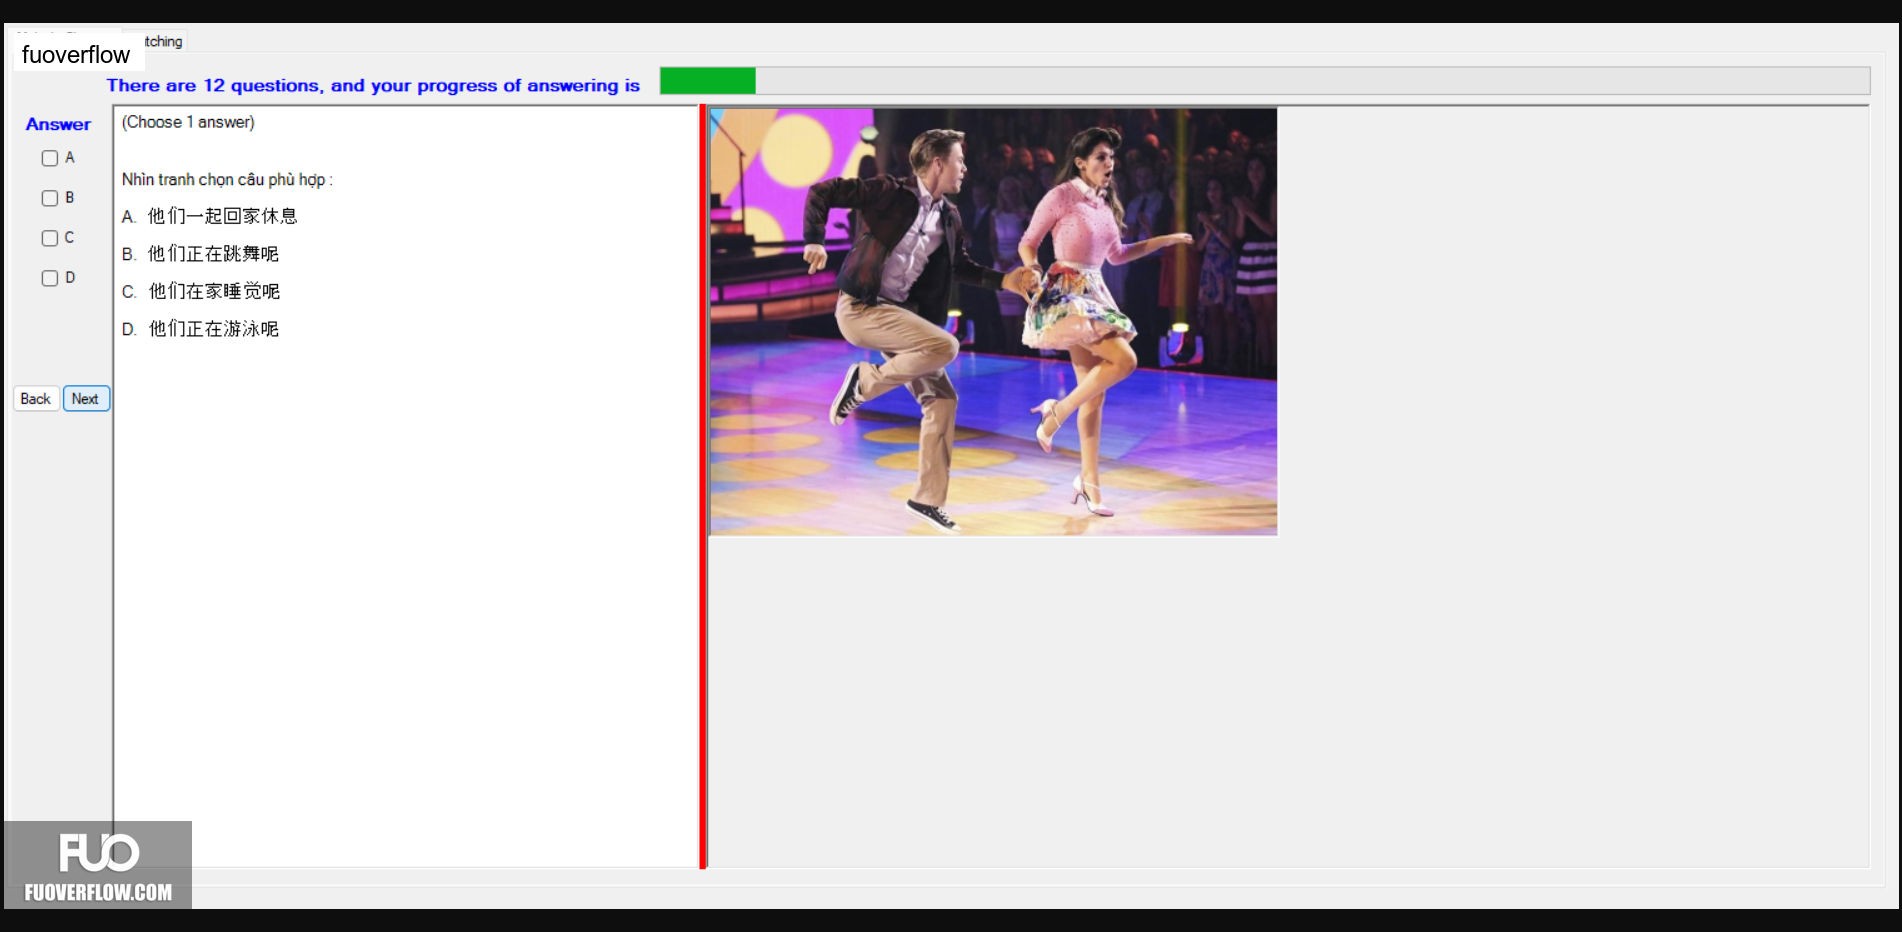 tching
fuoverflow
There are 12 questions, and your progress of answering is
Answer
A
B
C
D
Back Next
(Choose 1 answer)
Nhìn tranh chọn câu phù hợp :
A. 他们一起回家休息
B. 他们正在跳舞呢
C. 他们在家睡觉呢
D. 他们正在游泳呢
FUO
FUOVERFLOW.COM